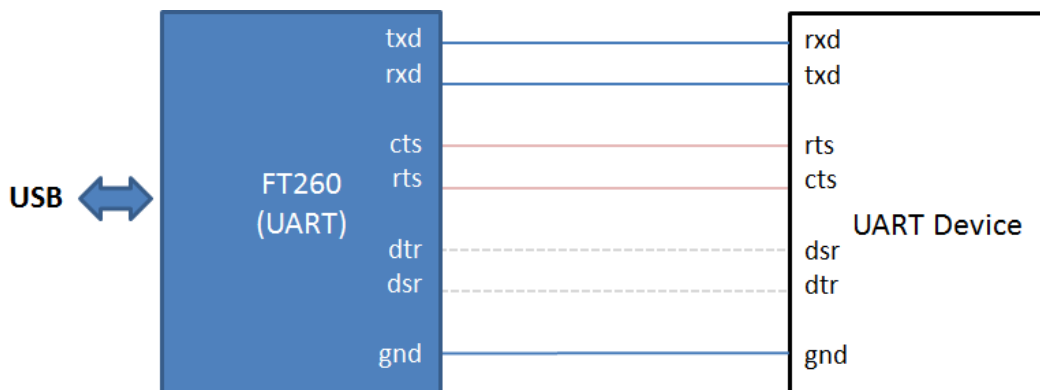 txd rxd
rxd txd
cts rts
rts cts
USB
FT260
(UART)
UART Device
dtr dsr
dsr dtr
gnd gnd